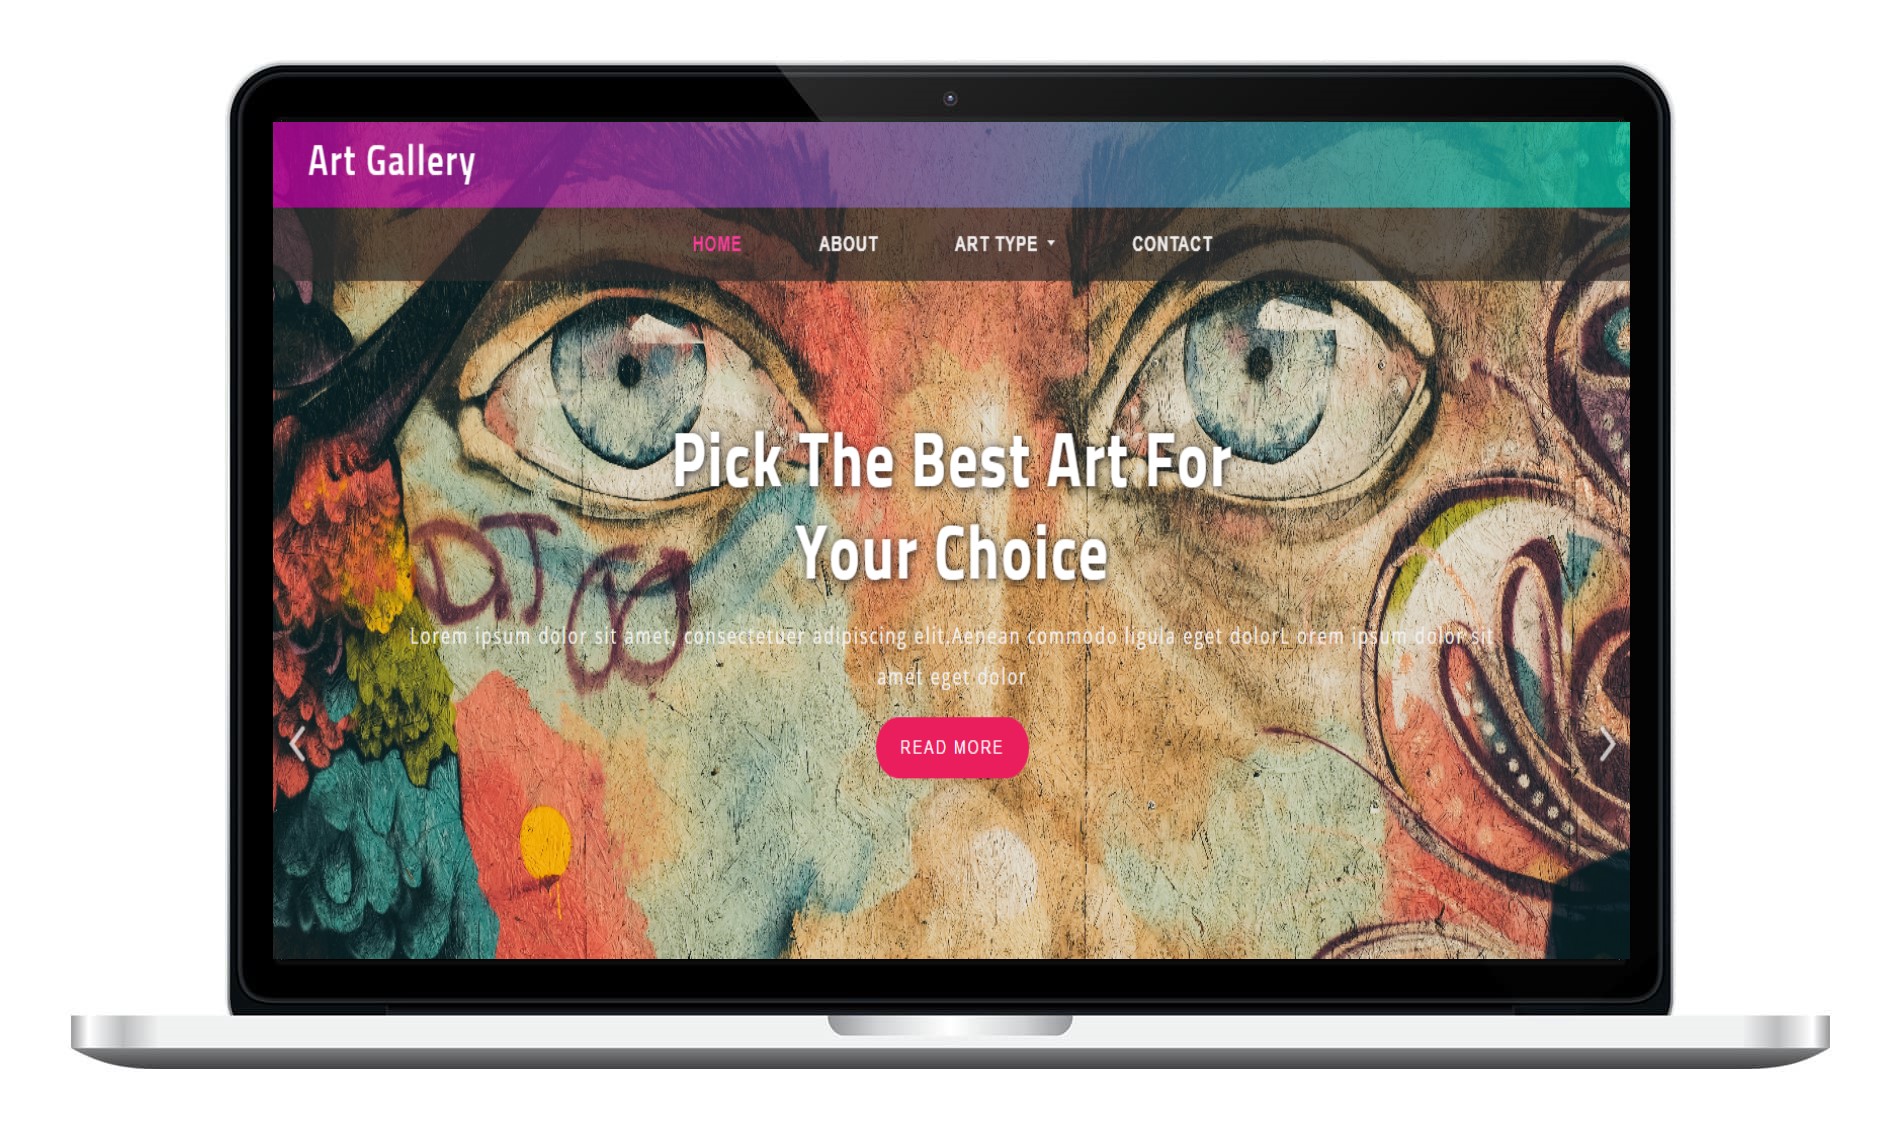 Art Gallery
HOME ABOUT ART TYPE CONTACT
Pick The Best Art For
Your Choice
Lorem ipsum dolor sit amet, consectetuer adipiscing elit,Aenean commodo ligula eget dolorL orem ipsum dolor sit
amet eget dolor
READ MORE